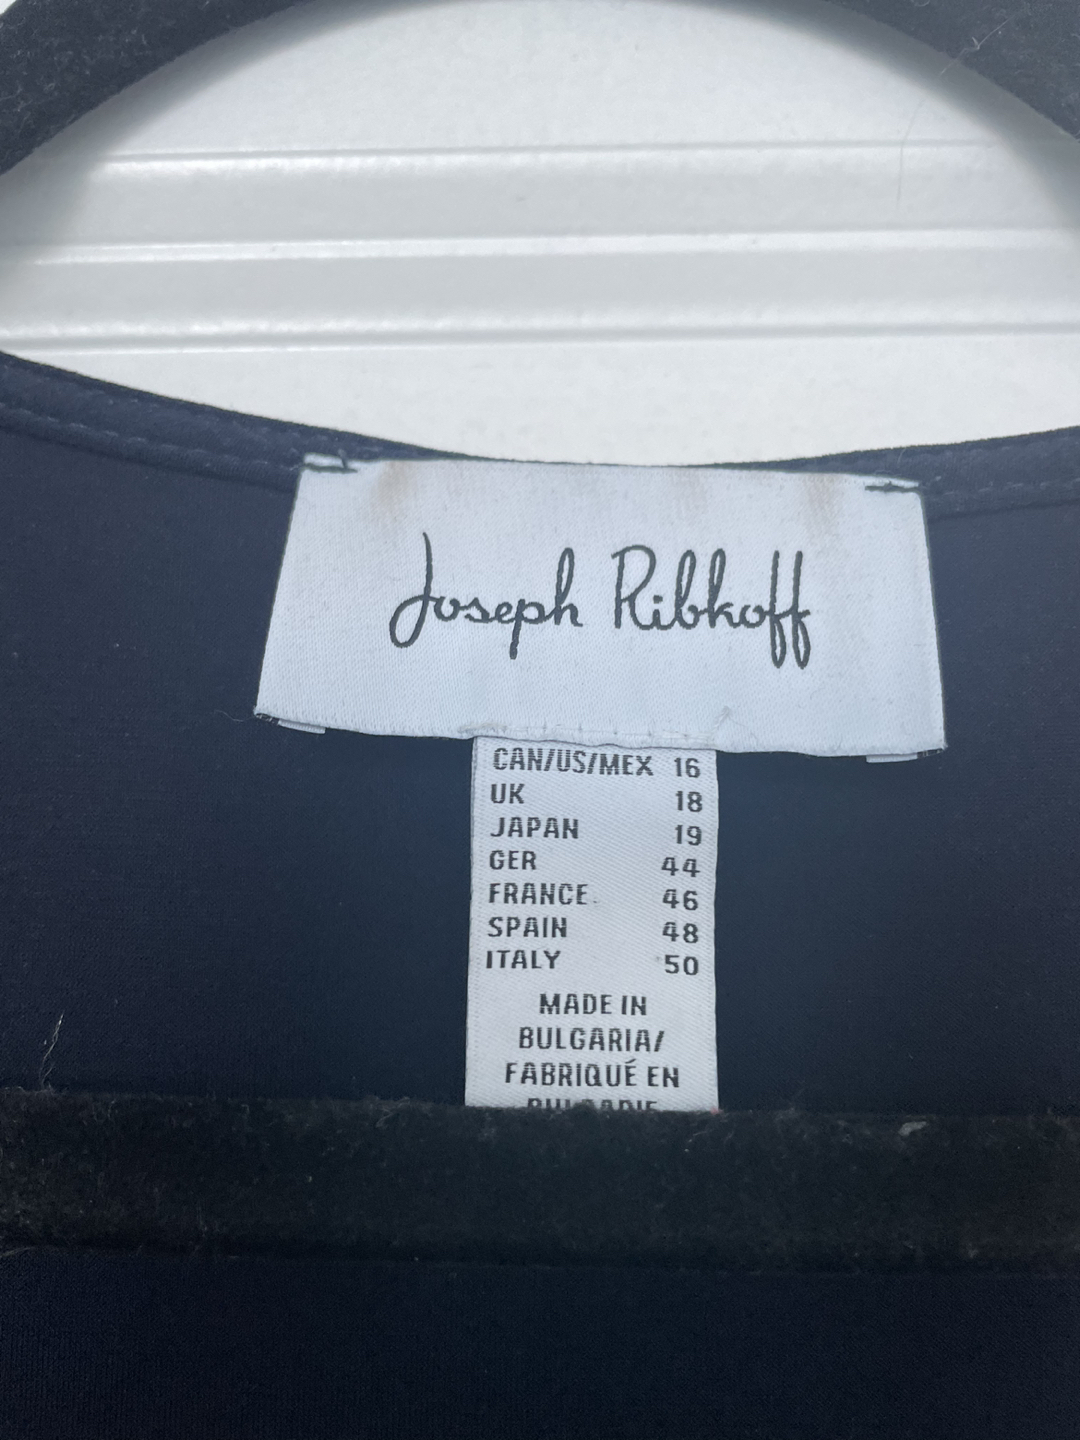 Joseph Ribkoff
CAN/US/MEX 16
UK 18
JAPAN 19
GER 44
FRANCE 46
SPAIN 48
ITALY 50
MADE IN
BULGARIA/
FABRIQUÉ EN